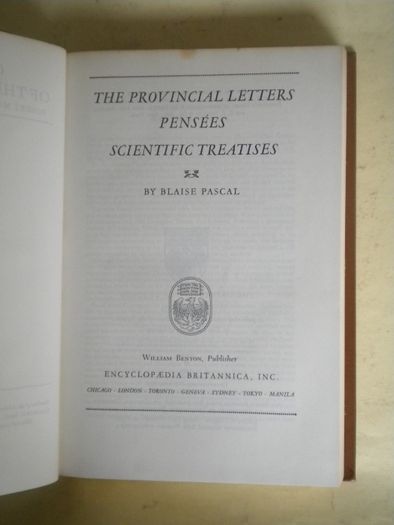 THE PROVINCIAL LETTERS
PENSÉES
SCIENTIFIC TREATISES
BY BLAISE PASCAL
WILLIAM BENTON, Publisher
ENCYCLOPÆDIA BRITANNICA, INC.
CHICAGO · LONDON · TORONTO · GENEVA · SYDNEY · TOKYO · MANILA